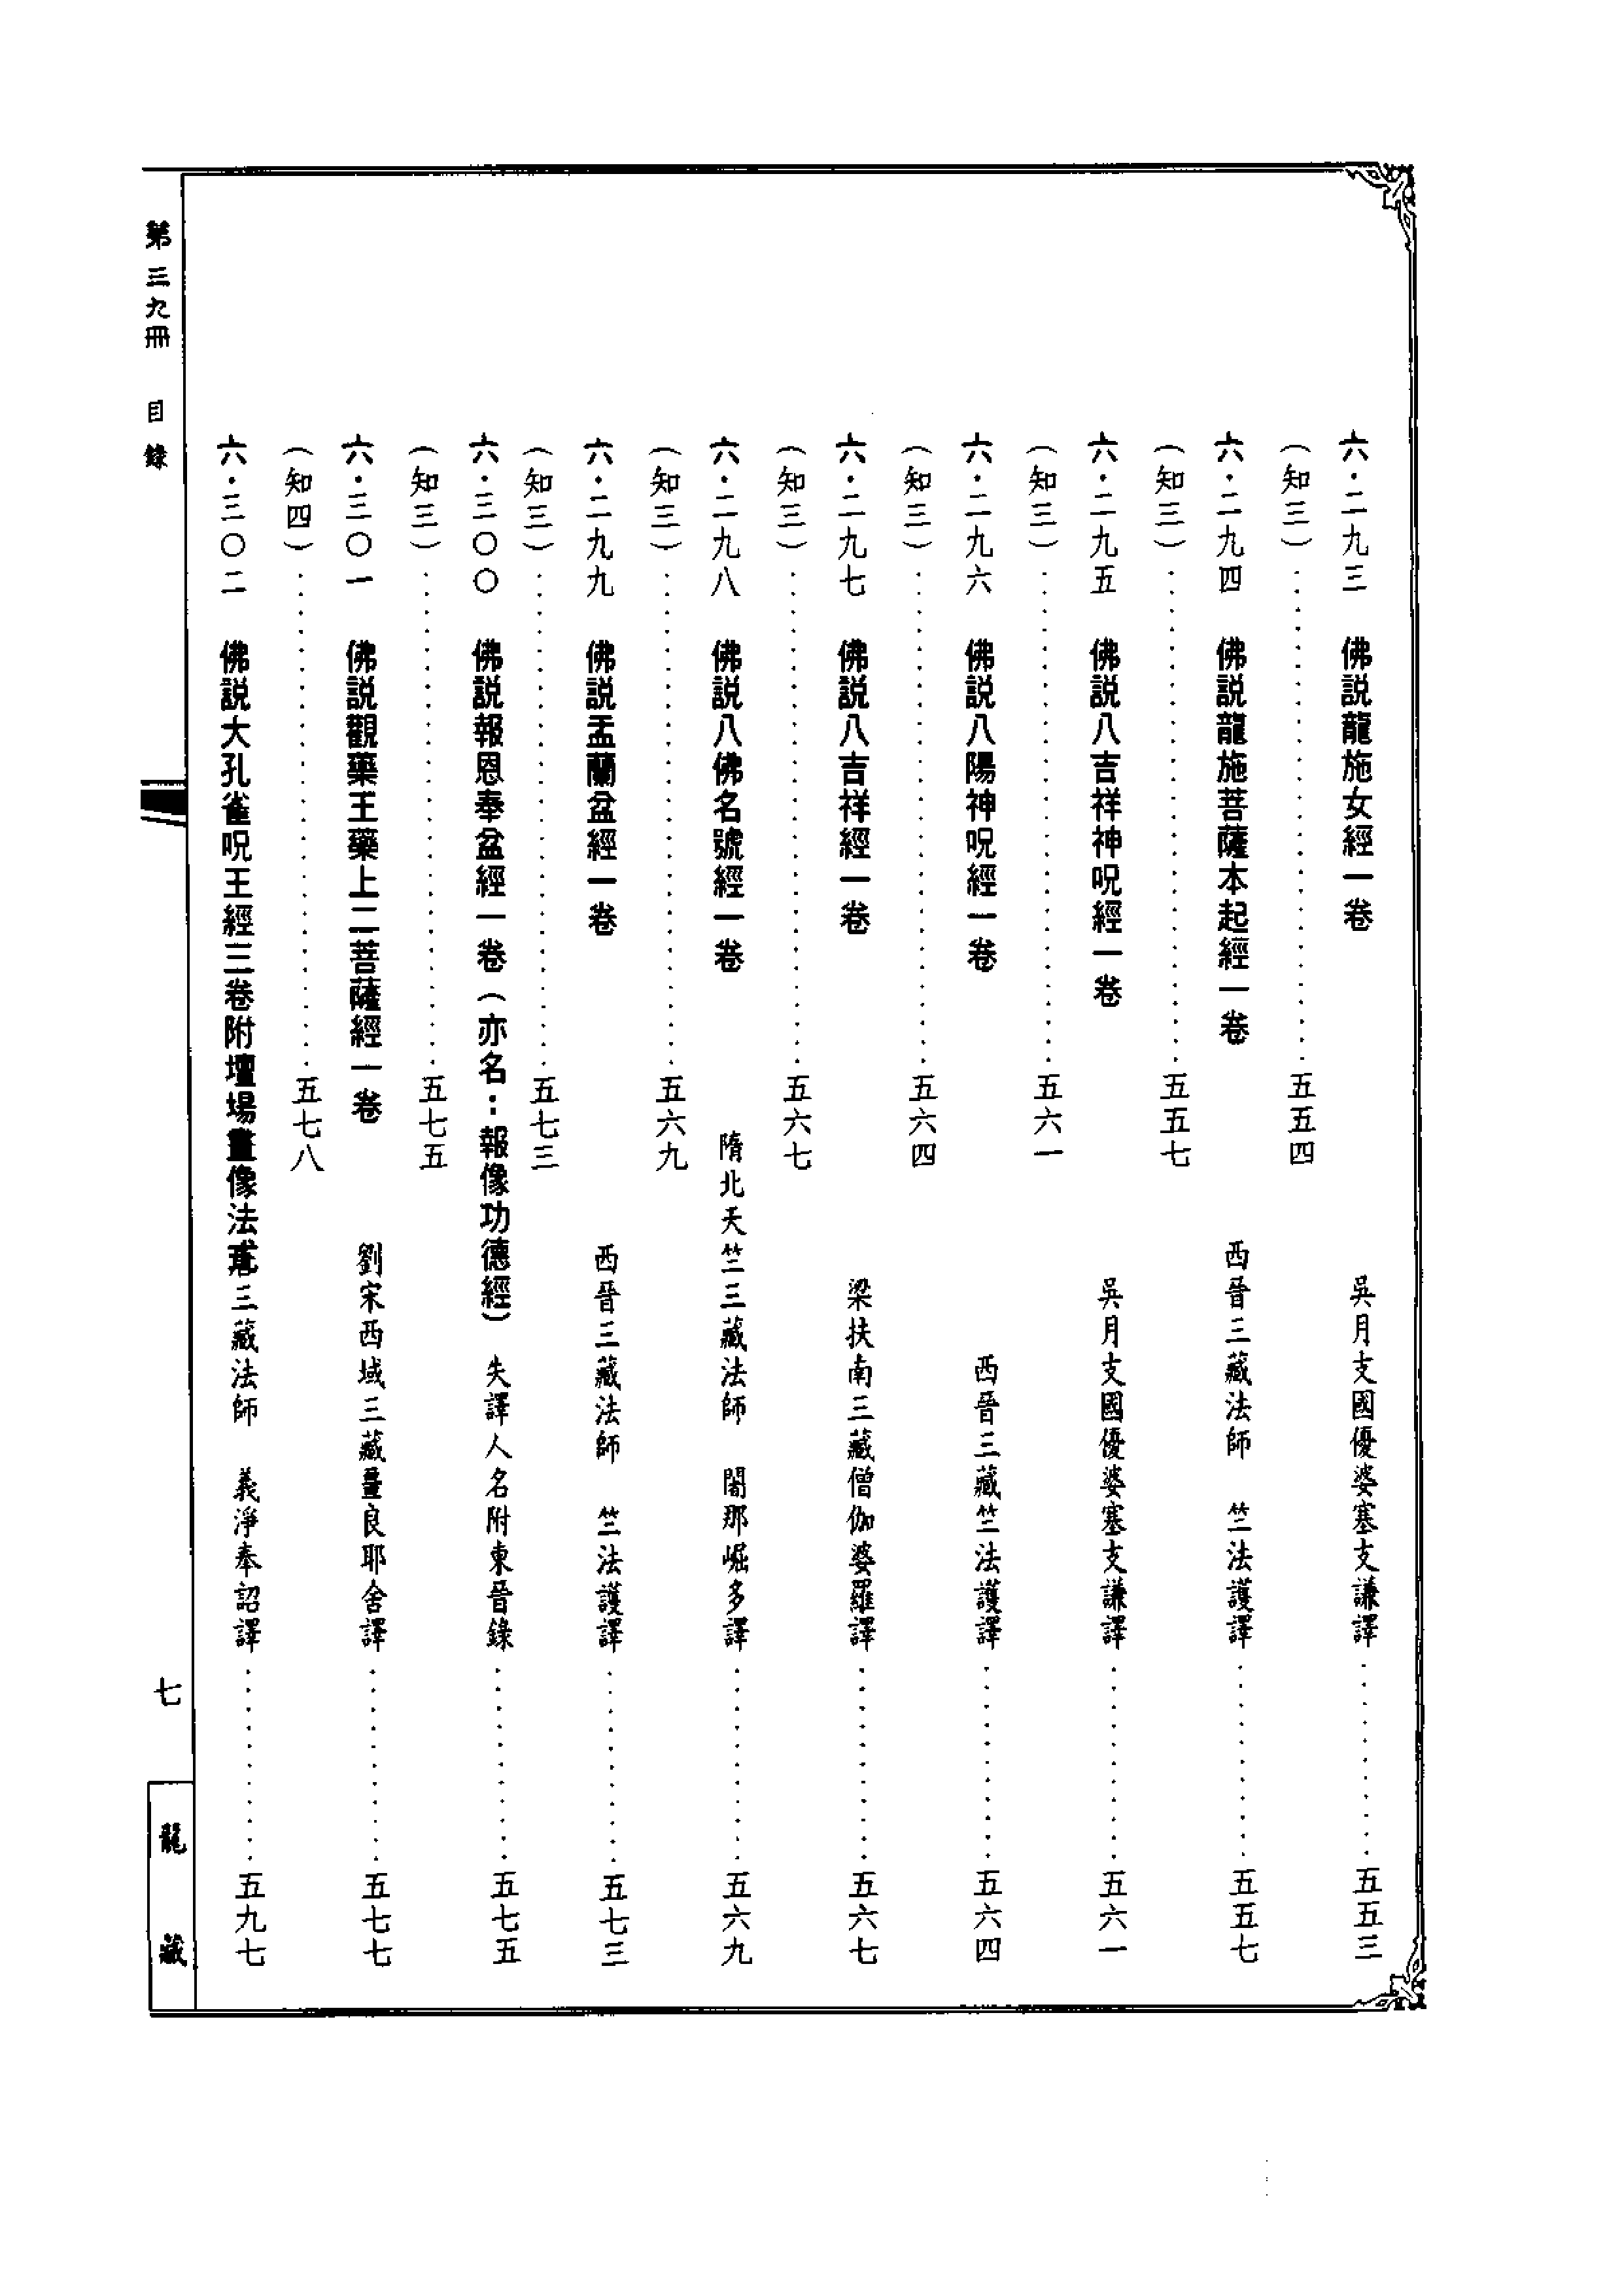 六．二九三　佛説龍施女經一卷　吳月支國優婆塞支謙譯…………五五三
（知三）…………五五四
六．二九四　佛説龍施菩薩本起經一卷　西晉三藏法師　竺法護譯…………五五七
（知三）…………五五七
六．二九五　佛説八吉祥神呪經一卷　吳月支國優婆塞支謙譯…………五六一
（知三）…………五六一
六．二九六　佛説八陽神呪經一卷　西晉三藏竺法護譯…………五六四
（知三）…………五六四
六．二九七　佛説八吉祥經一卷　梁扶南三藏僧伽婆羅譯…………五六七
（知三）…………五六七
六．二九八　佛説八佛名號經一卷　隋北天竺三藏法師　闍那崛多譯…………五六九
（知三）…………五六九
六．二九九　佛説盂蘭盆經一卷　西晉三藏法師　竺法護譯…………五七三
（知三）…………五七三
六．三〇〇　佛説報恩奉盆經一卷（亦名：報像功德經）　失譯人名附東晉錄…………五七五
（知三）…………五七五
六．三〇一　佛説觀藥王藥上二菩薩經一卷　劉宋西域三藏畺良耶舍譯…………五七七
（知四）…………五七八
六．三〇二　佛説大孔雀呪王經三卷附壇場畫像法式　唐三藏法師　義淨奉詔譯…………五九七
第三九冊　目錄
七
龍藏